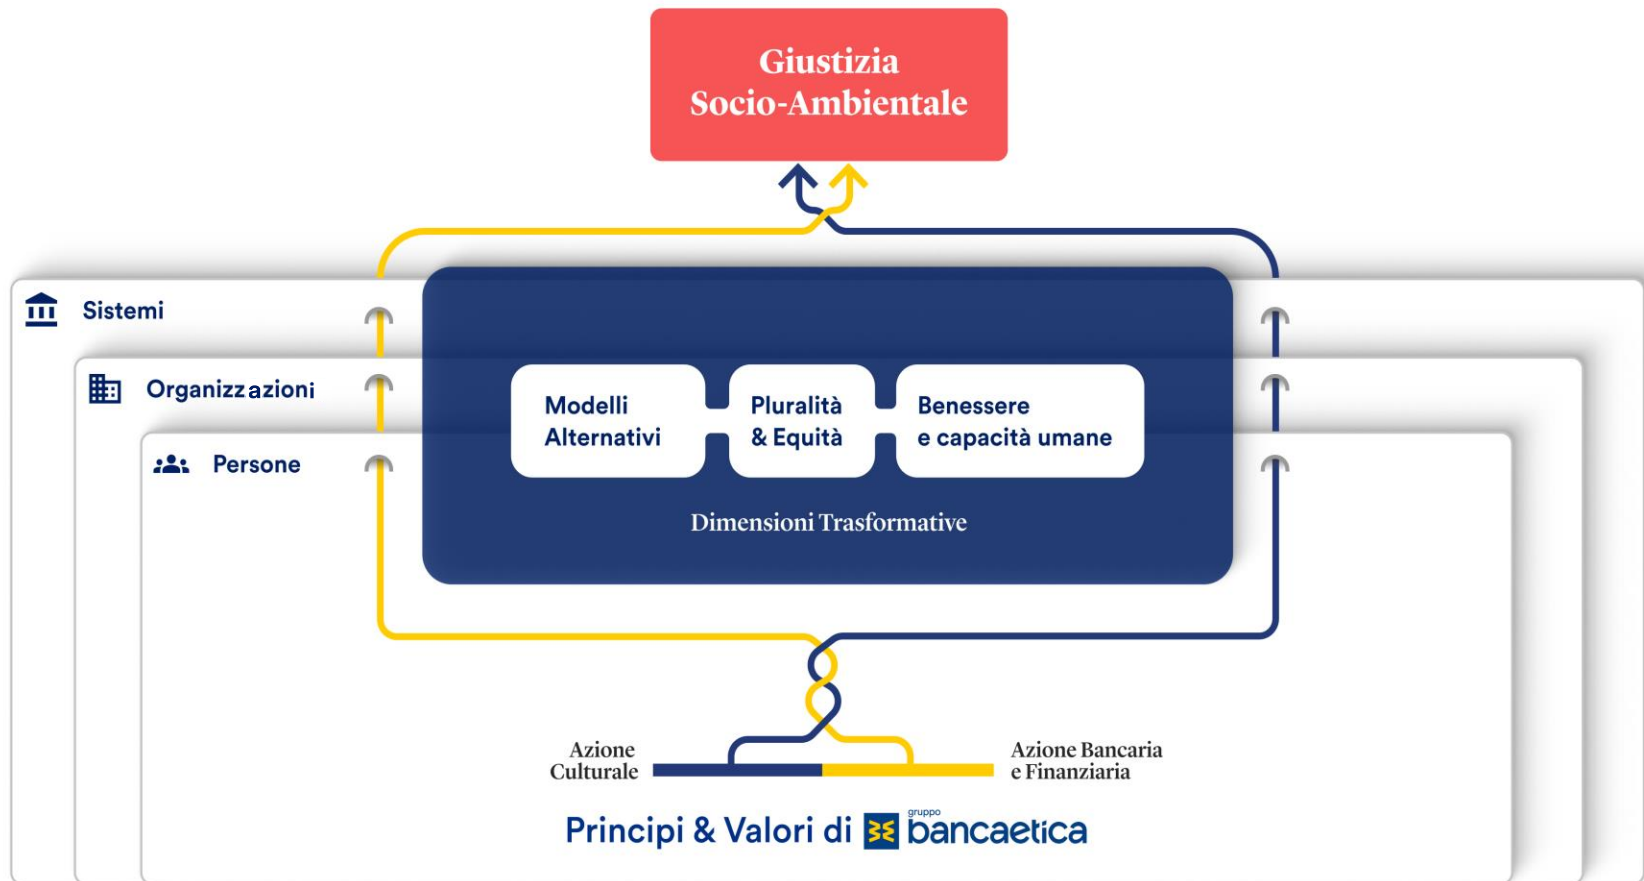 Giustizia
Socio-Ambientale
Sistemi
Organizzazioni
Persone
Modelli
Alternativi
Pluralità
& Equità
Benessere
e capacità umane
Dimensioni Trasformative
Azione
Culturale
Azione Bancaria
e Finanziaria
Principi & Valori di gruppo bancaetica